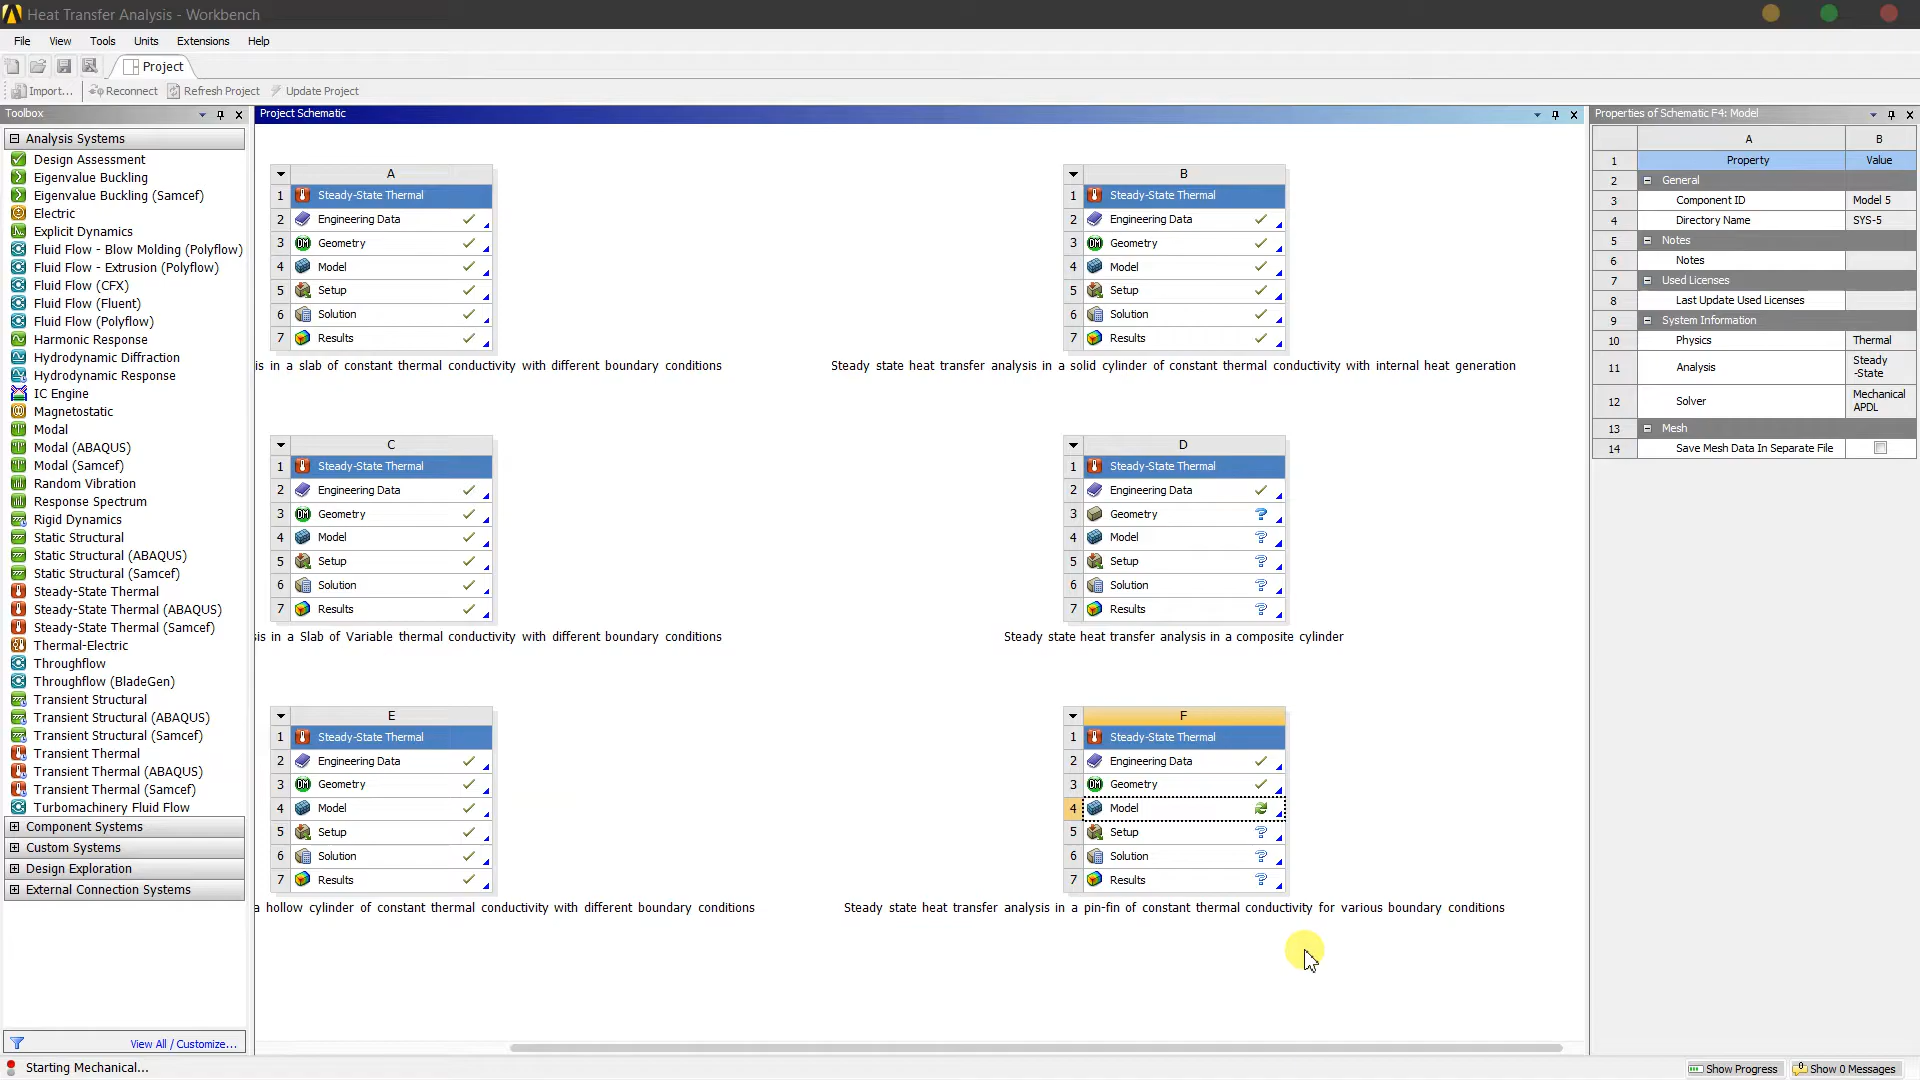 Heat Transfer Analysis - Workbench
File View Tools Units Extensions Help
Project
Import... Reconnect Refresh Project Update Project
Toolbox
Analysis Systems
Design Assessment
Eigenvalue Buckling
Eigenvalue Buckling (Samcef)
Electric
Explicit Dynamics
Fluid Flow - Blow Molding (Polyflow)
Fluid Flow - Extrusion (Polyflow)
Fluid Flow (CFX)
Fluid Flow (Fluent)
Fluid Flow (Polyflow)
Harmonic Response
Hydrodynamic Diffraction
Hydrodynamic Response
IC Engine
Magnetostatic
Modal
Modal (ABAQUS)
Modal (Samcef)
Random Vibration
Response Spectrum
Rigid Dynamics
Static Structural
Static Structural (ABAQUS)
Static Structural (Samcef)
Steady-State Thermal
Steady-State Thermal (ABAQUS)
Steady-State Thermal (Samcef)
Thermal-Electric
Throughflow
Throughflow (BladeGen)
Transient Structural
Transient Structural (ABAQUS)
Transient Structural (Samcef)
Transient Thermal
Transient Thermal (ABAQUS)
Transient Thermal (Samcef)
Turbomachinery Fluid Flow
Component Systems
Custom Systems
Design Exploration
External Connection Systems
View All / Customize...
Project Schematic
A
1 Steady-State Thermal
2 Engineering Data
3 DM Geometry
4 Model
5 Setup
6 Solution
7 Results
is in a slab of constant thermal conductivity with different boundary conditions
B
1 Steady-State Thermal
2 Engineering Data
3 DM Geometry
4 Model
5 Setup
6 Solution
7 Results
Steady state heat transfer analysis in a solid cylinder of constant thermal conductivity with internal heat generation
C
1 Steady-State Thermal
2 Engineering Data
3 DM Geometry
4 Model
5 Setup
6 Solution
7 Results
sis in a Slab of Variable thermal conductivity with different boundary conditions
D
1 Steady-State Thermal
2 Engineering Data
3 Geometry ?
4 Model ?
5 Setup ?
6 Solution ?
7 Results ?
Steady state heat transfer analysis in a composite cylinder
E
1 Steady-State Thermal
2 Engineering Data
3 DM Geometry
4 Model
5 Setup
6 Solution
7 Results
a hollow cylinder of constant thermal conductivity with different boundary conditions
F
1 Steady-State Thermal
2 Engineering Data
3 DM Geometry
4 Model
5 Setup ?
6 Solution ?
7 Results ?
Steady state heat transfer analysis in a pin-fin of constant thermal conductivity for various boundary conditions
Properties of Schematic F4: Model
A B
1 Property Value
2 General
3 Component ID Model 5
4 Directory Name SYS-5
5 Notes
6 Notes
7 Used Licenses
8 Last Update Used Licenses
9 System Information
10 Physics Thermal
11 Analysis Steady
-State
12 Solver Mechanical
APDL
13 Mesh
14 Save Mesh Data In Separate File
Starting Mechanical...
Show Progress Show 0 Messages